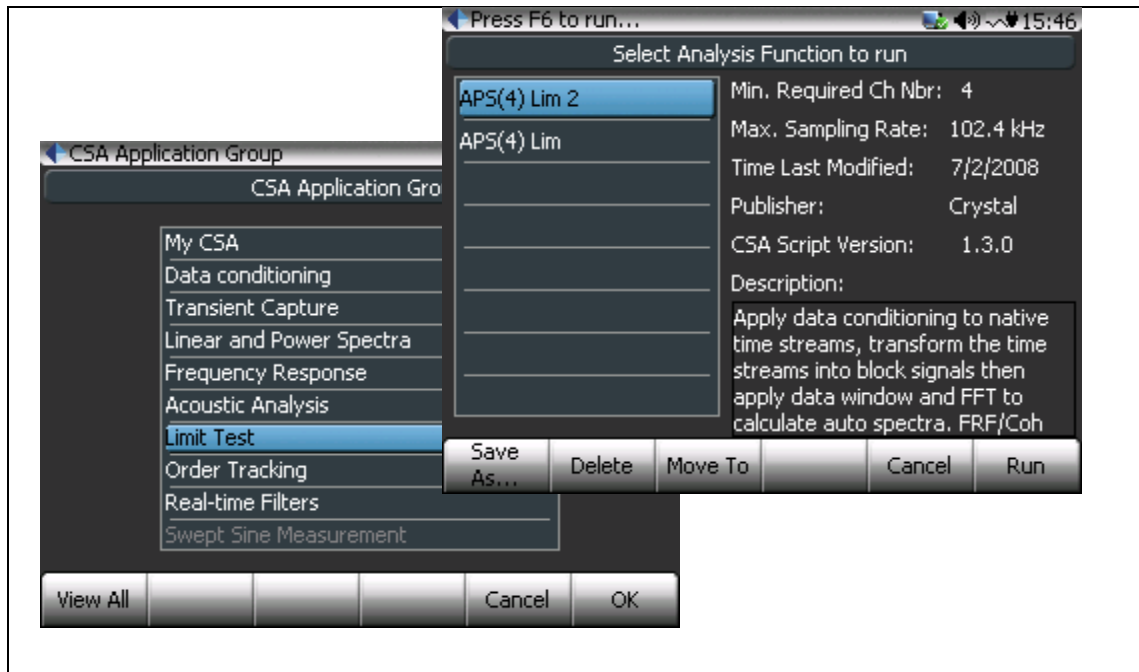 Press F6 to run...
15:46
Select Analysis Function to run
APS(4) Lim 2
APS(4) Lim
Min. Required Ch Nbr: 4
Max. Sampling Rate: 102.4 kHz
Time Last Modified: 7/2/2008
Publisher: Crystal
CSA Script Version: 1.3.0
Description:
Apply data conditioning to native
time streams, transform the time
streams into block signals then
apply data window and FFT to
calculate auto spectra. FRF/Coh
Save
As...
Delete
Move To
Cancel
Run
CSA Application Group
CSA Application Gro
My CSA
Data conditioning
Transient Capture
Linear and Power Spectra
Frequency Response
Acoustic Analysis
Limit Test
Order Tracking
Real-time Filters
Swept Sine Measurement
View All
Cancel
OK